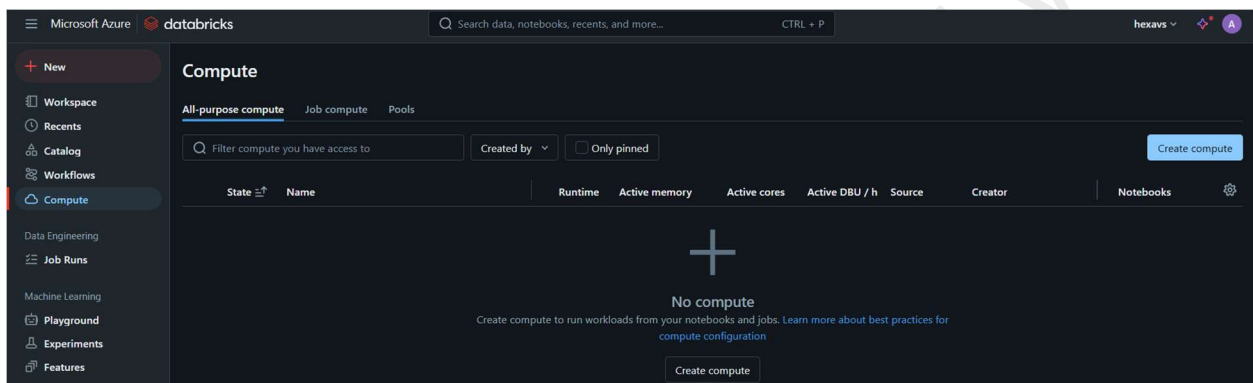 Microsoft Azure databricks Search data, notebooks, recents, and more... CTRL + P hexavs A
New
Workspace
Recents
Catalog
Workflows
Compute
Data Engineering
Job Runs
Machine Learning
Playground
Experiments
Features
Compute
All-purpose compute Job compute Pools
Filter compute you have access to Created by Only pinned Create compute
State Name Runtime Active memory Active cores Active DBU / h Source Creator Notebooks
No compute
Create compute to run workloads from your notebooks and jobs. Learn more about best practices for
compute configuration
Create compute